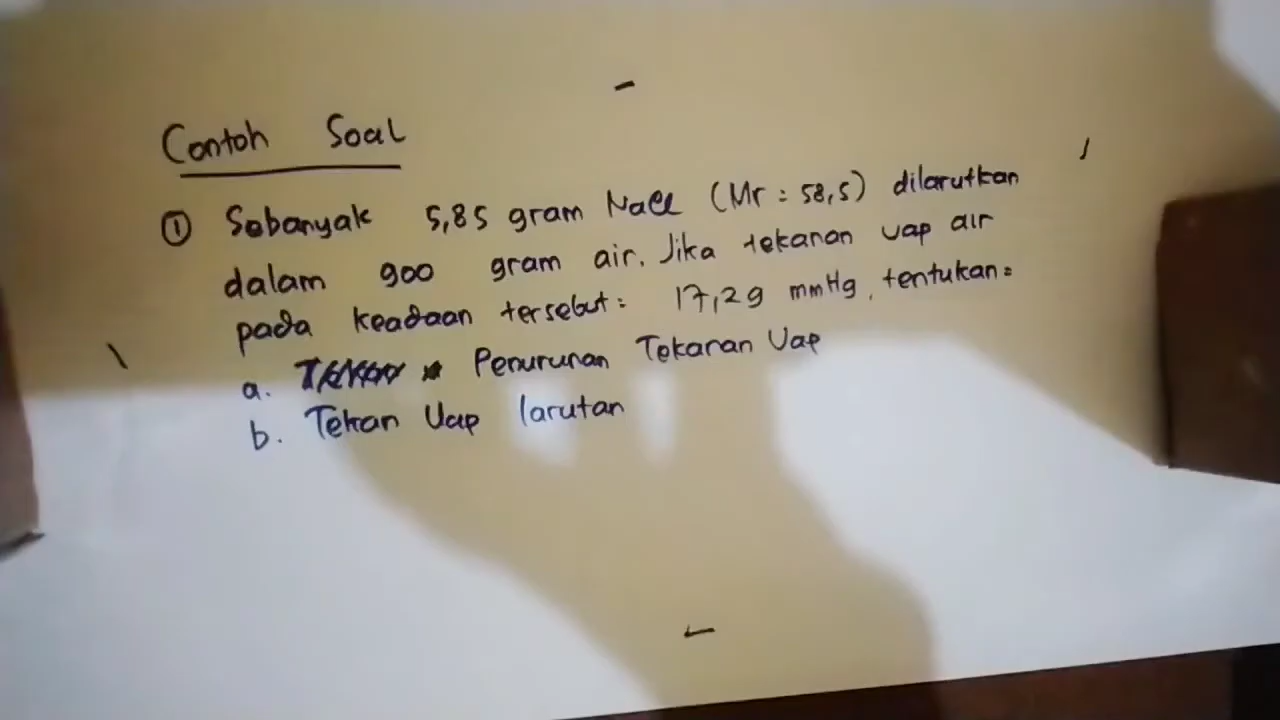 Contoh Soal
① Sebanyak 5,85 gram NaCl (Mr = 58,5) dilarutkan
dalam 900 gram air. Jika tekanan uap air
pada keadaan tersebut = 17,29 mmHg, tentukan =
a. Penurunan Tekanan Uap
b. Tekan Uap larutan